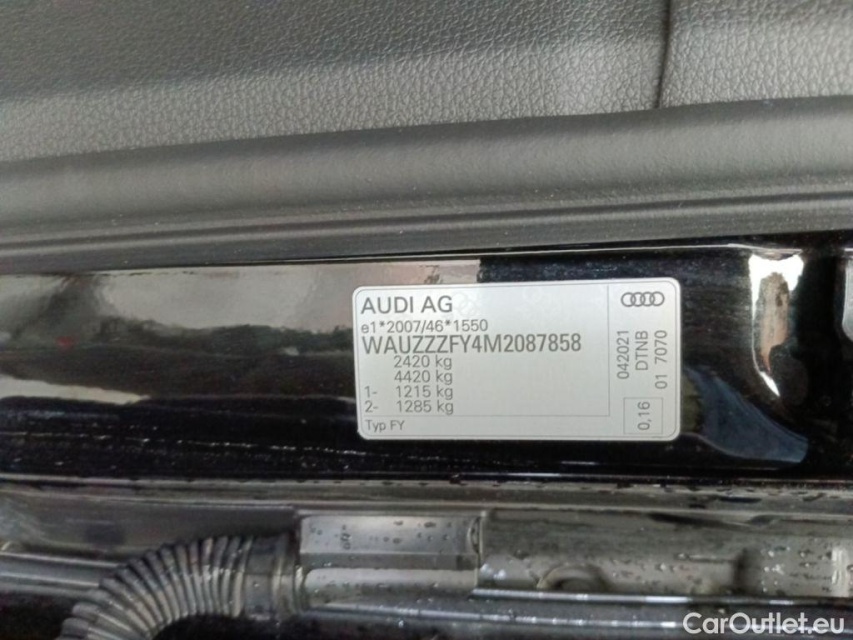 AUDI AG
e1*2007/46*1550
WAUZZZFY4M2087858
2420 kg
4420 kg
1- 1215 kg
2- 1285 kg
Typ FY
042021
DTNB
01 7070
0,16
CarOutlet.eu